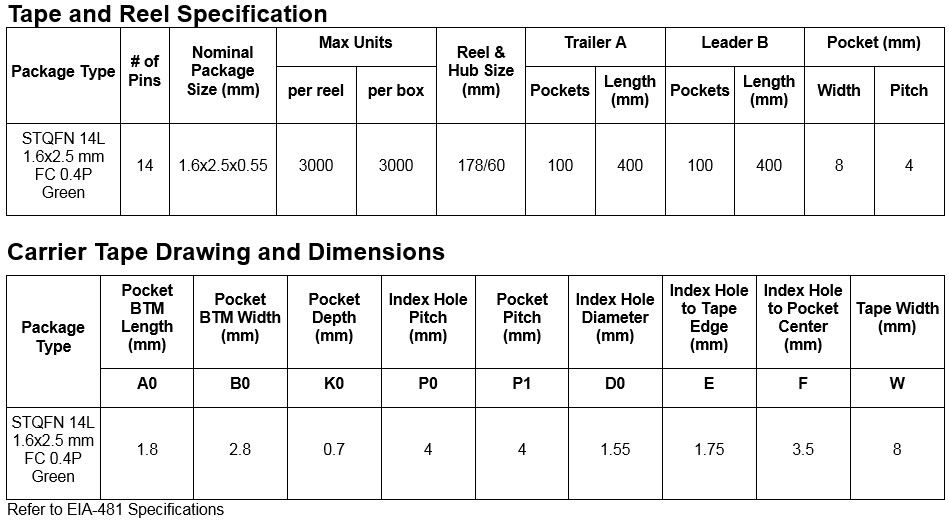 Tape and Reel Specification
Package Type
# of
Pins
Nominal
Package
Size (mm)
Max Units
per reel
per box
Reel &
Hub Size
(mm)
Trailer A
Pockets
Length
(mm)
Leader B
Pockets
Length
(mm)
Pocket (mm)
Width
Pitch
STQFN 14L
1.6x2.5 mm
FC 0.4P
Green
14
1.6x2.5x0.55
3000
3000
178/60
100
400
100
400
8
4
Carrier Tape Drawing and Dimensions
Package
Type
Pocket
BTM
Length
(mm)
Pocket
BTM Width
(mm)
Pocket
Depth
(mm)
Index Hole
Pitch
(mm)
Pocket
Pitch
(mm)
Index Hole
Diameter
(mm)
Index Hole
to Tape
Edge
(mm)
Index Hole
to Pocket
Center
(mm)
Tape Width
(mm)
A0
B0
K0
P0
P1
D0
E
F
W
STQFN 14L
1.6x2.5 mm
FC 0.4P
Green
1.8
2.8
0.7
4
4
1.55
1.75
3.5
8
Refer to EIA-481 Specifications